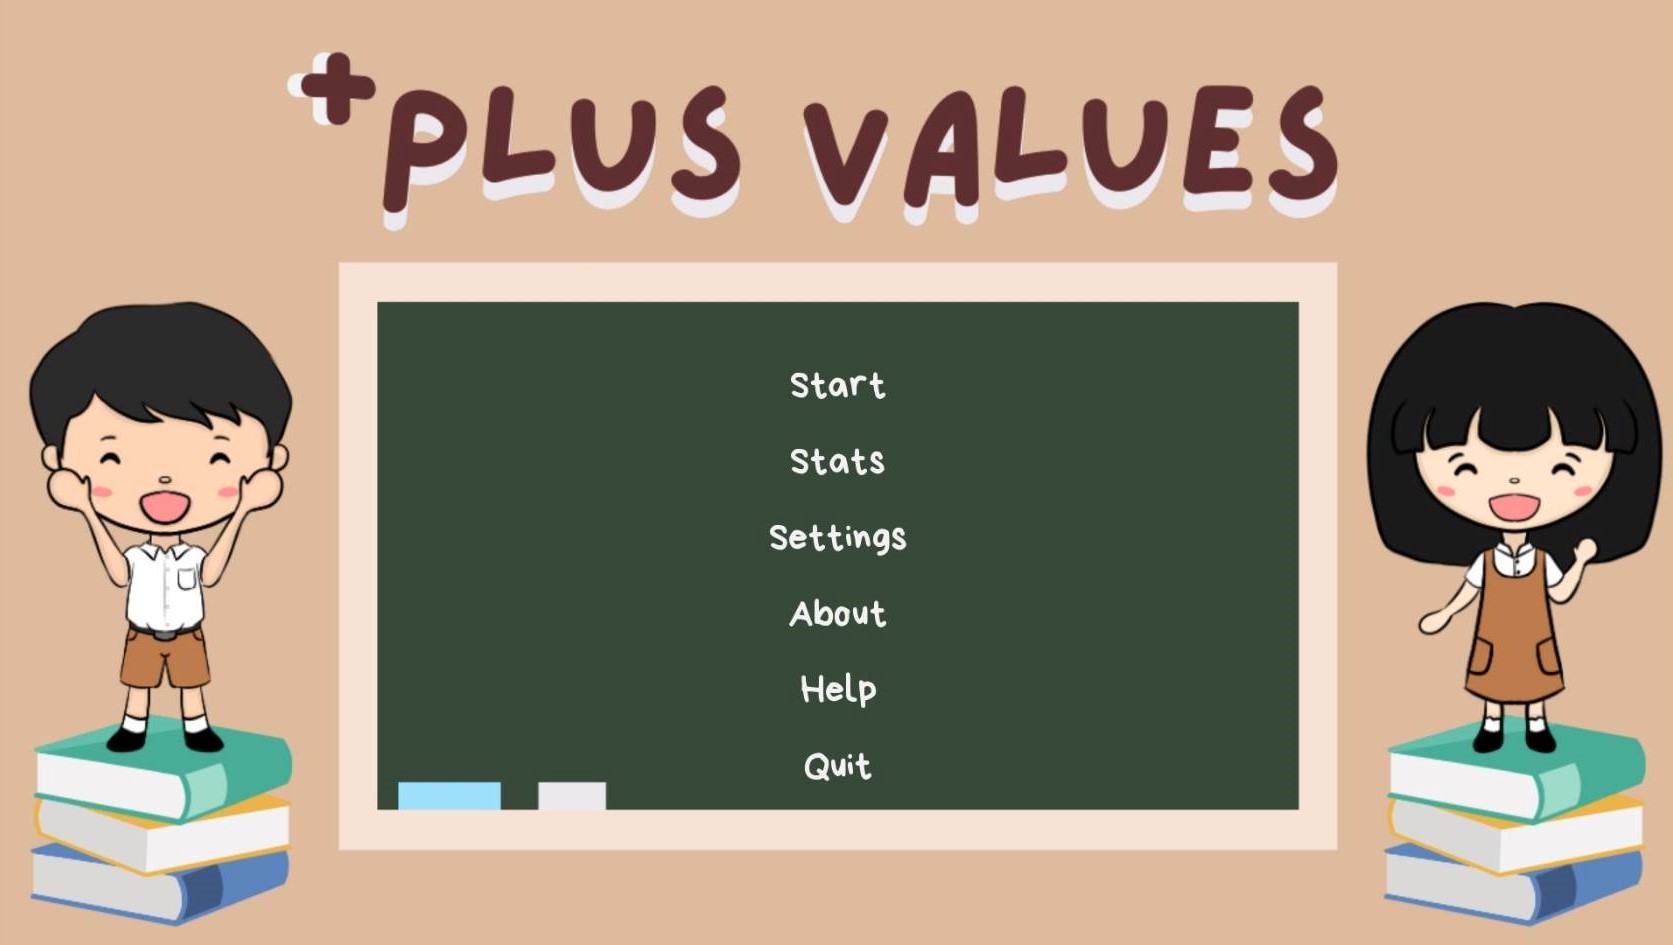 +PLUS VALUES
Start
Stats
Settings
About
Help
Quit